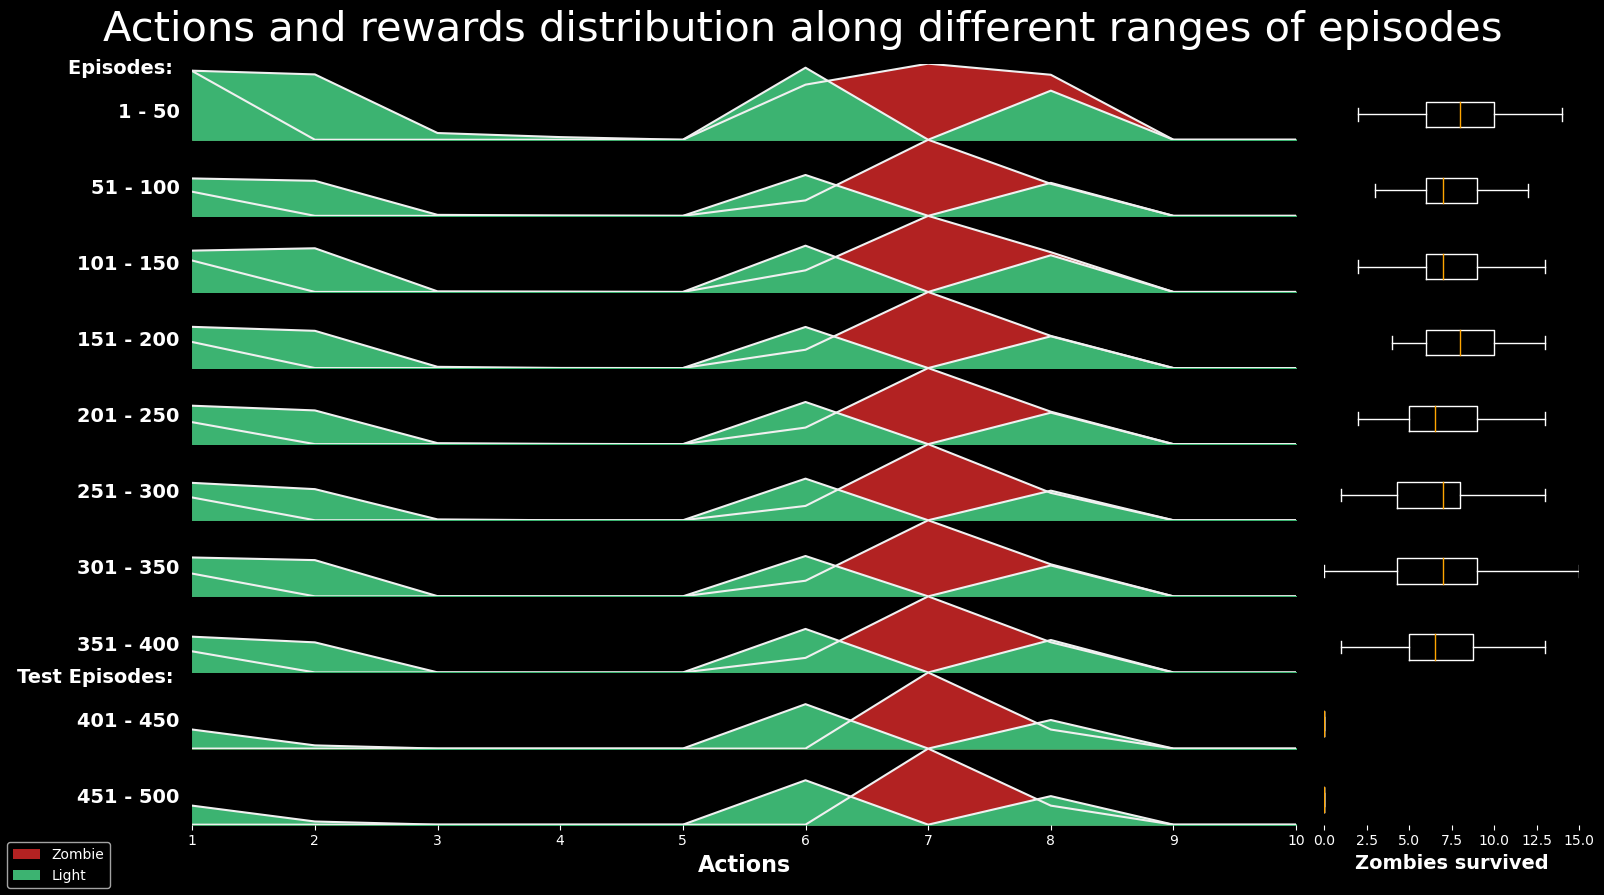 Actions and rewards distribution along different ranges of episodes
Episodes:
1 - 50
51 - 100
101 - 150
151 - 200
201 - 250
251 - 300
301 - 350
351 - 400
Test Episodes:
401 - 450
451 - 500
1 2 3 4 5 6 7 8 9 10
0.0 2.5 5.0 7.5 10.0 12.5 15.0
Actions
Zombies survived
Zombie
Light